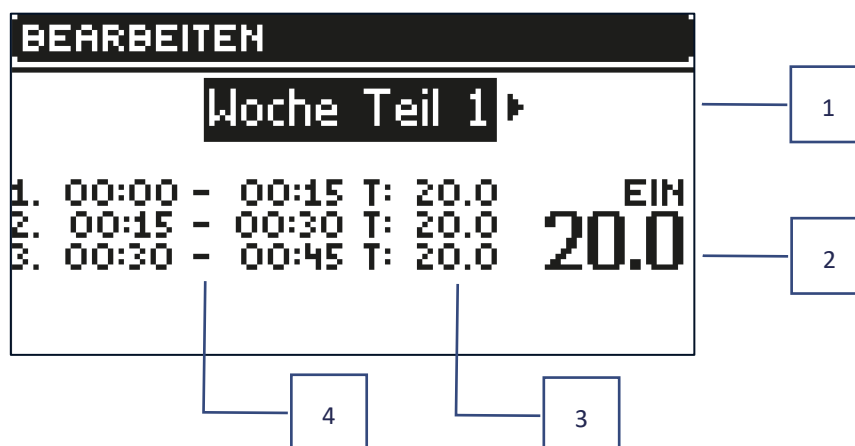 BEARBEITEN
Woche Teil 1
1. 00:00 - 00:15 T: 20.0
2. 00:15 - 00:30 T: 20.0
3. 00:30 - 00:45 T: 20.0
EIN
20.0
1
2
3
4